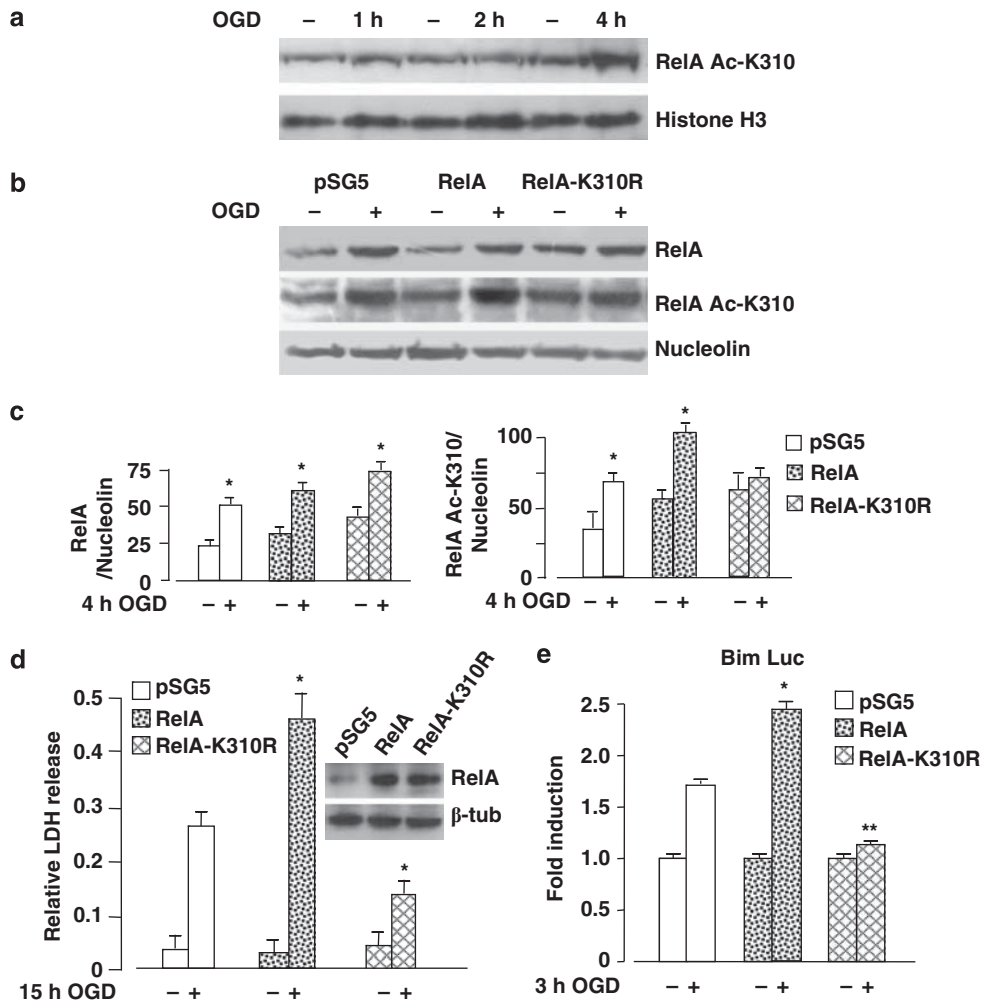 a
OGD – 1 h – 2 h – 4 h
RelA Ac-K310
Histone H3
b
pSG5 RelA RelA-K310R
OGD – + – + – +
RelA
RelA Ac-K310
Nucleolin
c
RelA
/Nucleolin
75
50
25
0
* * *
4 h OGD – + – + – +
RelA Ac-K310/
Nucleolin
100
50
0
* *
4 h OGD – + – + – +
pSG5
RelA
RelA-K310R
d
Relative LDH release
0.5
0.4
0.3
0.2
0.1
0
pSG5
RelA
RelA-K310R
* *
pSG5 RelA RelA-K310R
RelA
β-tub
15 h OGD – + – + – +
e
Bim Luc
Fold induction
2.5
2.0
1.5
1.0
0.5
0
* **
pSG5
RelA
RelA-K310R
3 h OGD – + – + – +